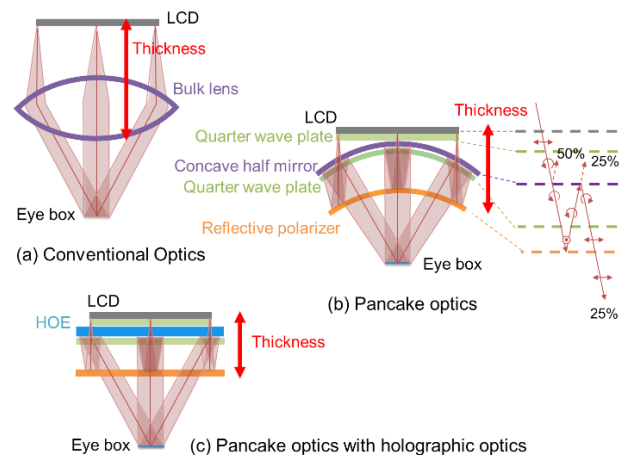 LCD
Thickness
Bulk lens
Eye box
(a) Conventional Optics
LCD
Thickness
Quarter wave plate
Concave half mirror
Quarter wave plate
Reflective polarizer
Eye box
50%
25%
25%
(b) Pancake optics
LCD
HOE
Thickness
Eye box
(c) Pancake optics with holographic optics